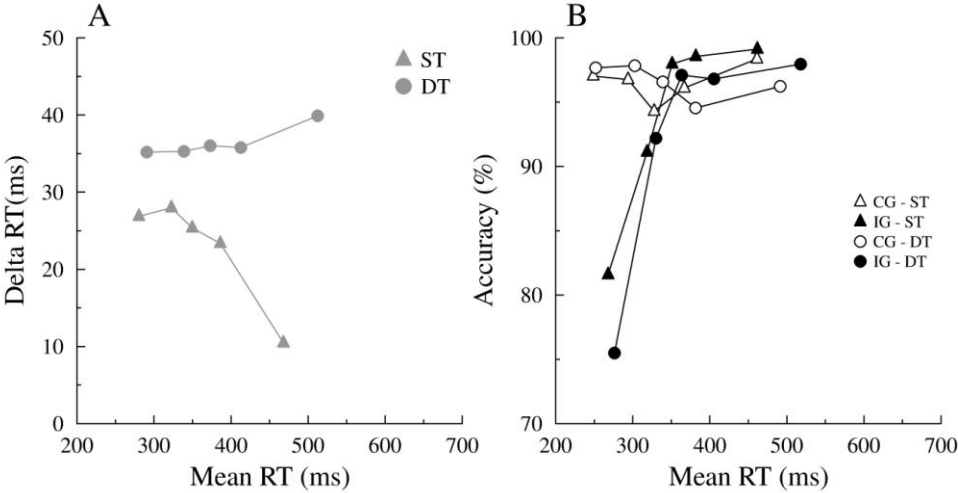 A
50
40
30
20
10
0
Delta RT(ms)
ST
DT
200 300 400 500 600 700
Mean RT (ms)
B
100
90
80
70
Accuracy (%)
CG - ST
IG - ST
CG - DT
IG - DT
200 300 400 500 600 700
Mean RT (ms)